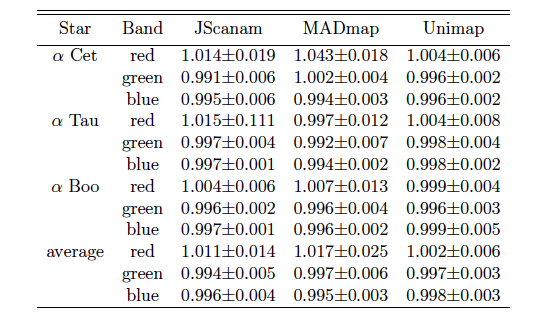 Star Band JScanam MADmap Unimap
α Cet red 1.014±0.019 1.043±0.018 1.004±0.006
green 0.991±0.006 1.002±0.004 0.996±0.002
blue 0.995±0.006 0.994±0.003 0.996±0.002
α Tau red 1.015±0.111 0.997±0.012 1.004±0.008
green 0.997±0.004 0.992±0.007 0.998±0.004
blue 0.997±0.001 0.994±0.002 0.998±0.002
α Boo red 1.004±0.006 1.007±0.013 0.999±0.004
green 0.996±0.002 0.996±0.004 0.996±0.003
blue 0.997±0.001 0.996±0.002 0.999±0.005
average red 1.011±0.014 1.017±0.025 1.002±0.006
green 0.994±0.005 0.997±0.006 0.997±0.003
blue 0.996±0.004 0.995±0.003 0.998±0.003